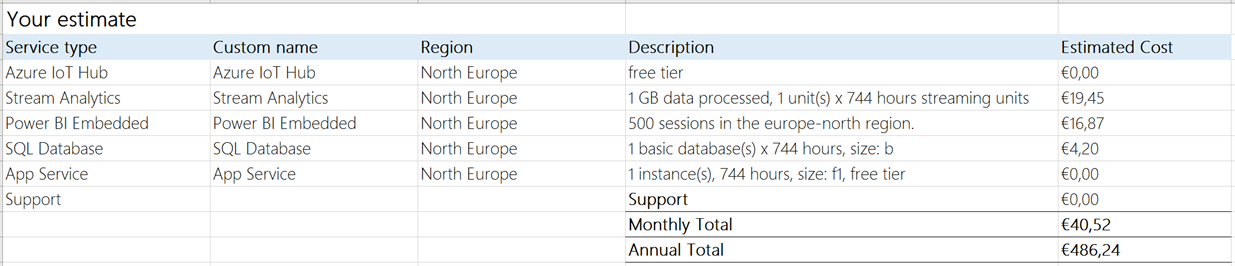 Your estimate
Service type Custom name Region Description Estimated Cost
Azure IoT Hub Azure IoT Hub North Europe free tier €0,00
Stream Analytics Stream Analytics North Europe 1 GB data processed, 1 unit(s) x 744 hours streaming units €19,45
Power BI Embedded Power BI Embedded North Europe 500 sessions in the europe-north region. €16,87
SQL Database SQL Database North Europe 1 basic database(s) x 744 hours, size: b €4,20
App Service App Service North Europe 1 instance(s), 744 hours, size: f1, free tier €0,00
Support Support €0,00
Monthly Total €40,52
Annual Total €486,24